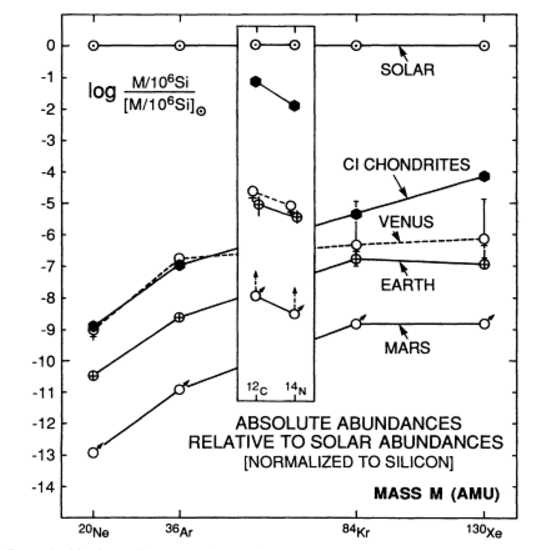 0
-1
-2
-3
-4
-5
-6
-7
-8
-9
-10
-11
-12
-13
-14
log M/10⁶Si
[M/10⁶Si]⊙
SOLAR
CI CHONDRITES
VENUS
EARTH
MARS
¹²C ¹⁴N
ABSOLUTE ABUNDANCES
RELATIVE TO SOLAR ABUNDANCES
[NORMALIZED TO SILICON]
MASS M (AMU)
²⁰Ne ³⁶Ar ⁸⁴Kr ¹³⁰Xe